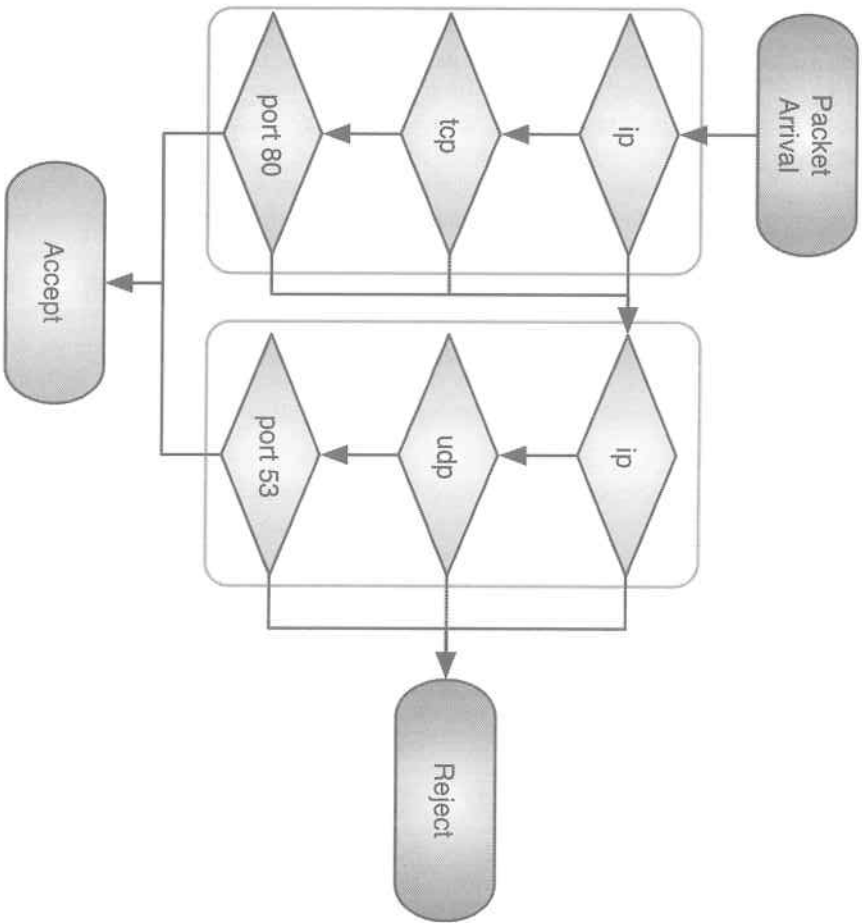 Packet
Arrival
ip
tcp
port 80
ip
udp
port 53
Accept
Reject